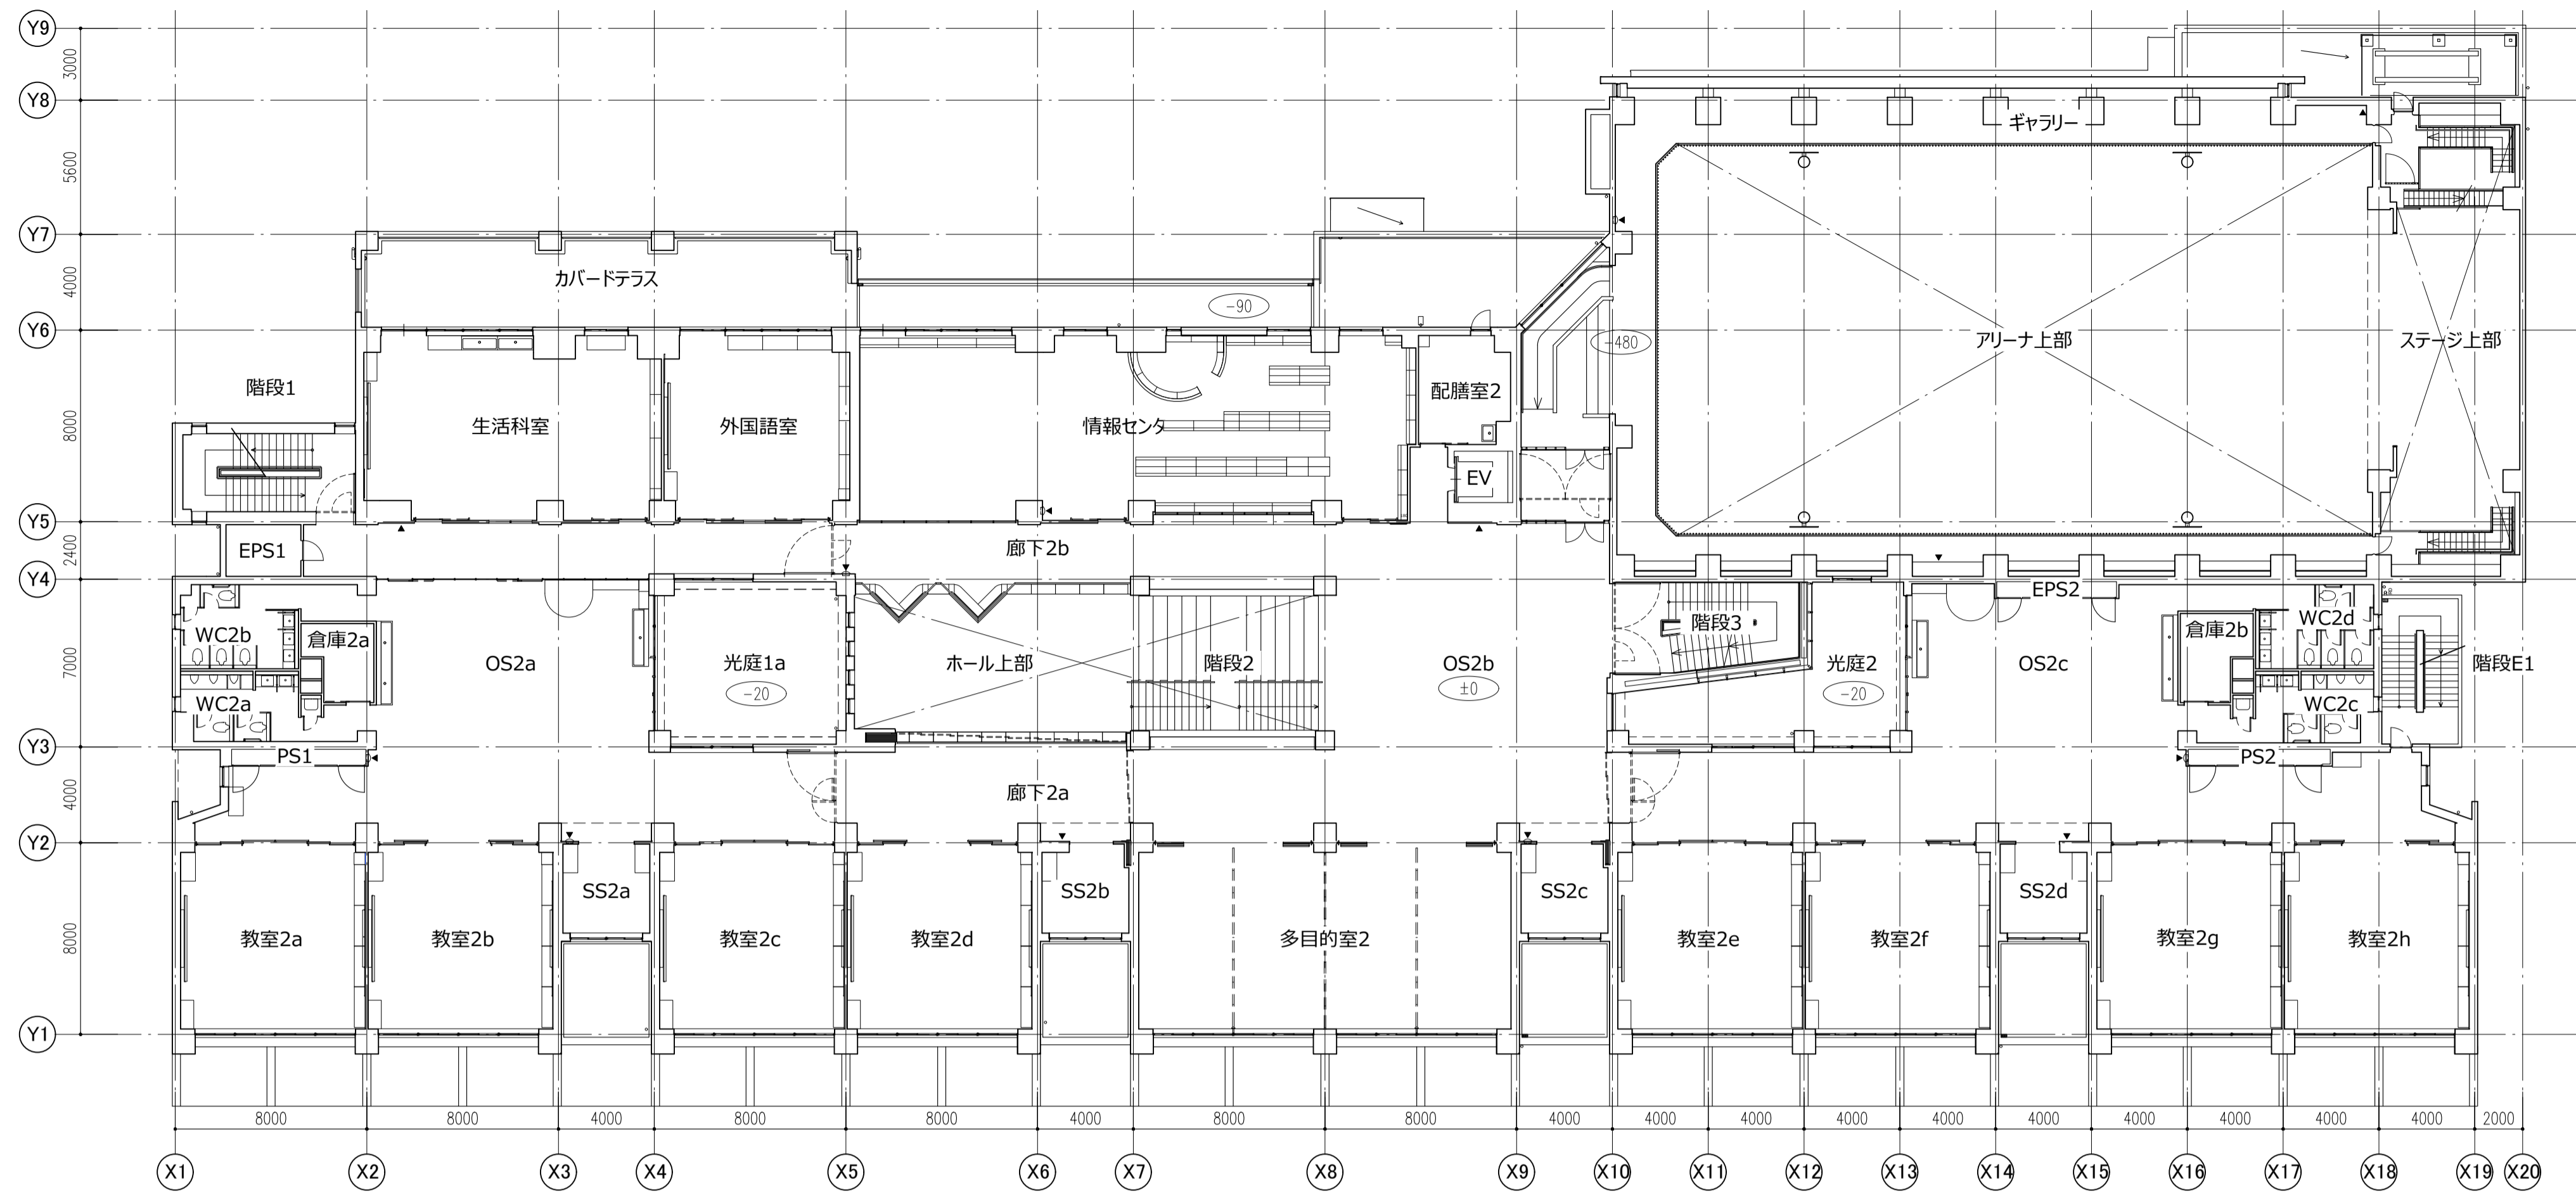 Y9
3000
Y8
ギャラリー
5600
Y7
カバードテラス
4000
-90
Y6
-480
アリーナ上部
ステージ上部
階段1
配膳室2
8000
生活科室
外国語室
情報センタ
EV
Y5
2400
EPS1
廊下2b
Y4
EPS2
WC2b
倉庫2a
階段3
倉庫2b
WC2d
7000
OS2a
光庭1a
ホール上部
階段2
OS2b
光庭2
OS2c
階段E1
-20
±0
-20
WC2a
WC2c
Y3
PS1
PS2
4000
廊下2a
Y2
SS2a
SS2b
SS2c
SS2d
8000
教室2a
教室2b
教室2c
教室2d
多目的室2
教室2e
教室2f
教室2g
教室2h
Y1
8000 8000 4000 8000 8000 4000 8000 8000 4000 4000 4000 4000 4000 4000 4000 4000 4000 4000 2000
X1 X2 X3 X4 X5 X6 X7 X8 X9 X10 X11 X12 X13 X14 X15 X16 X17 X18 X19 X20